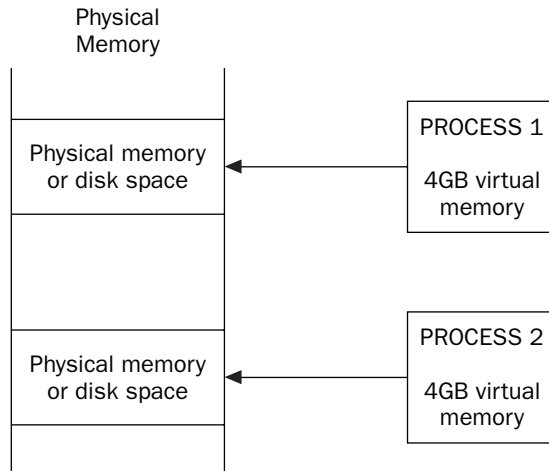 Physical
Memory
Physical memory
or disk space
PROCESS 1
4GB virtual
memory
Physical memory
or disk space
PROCESS 2
4GB virtual
memory